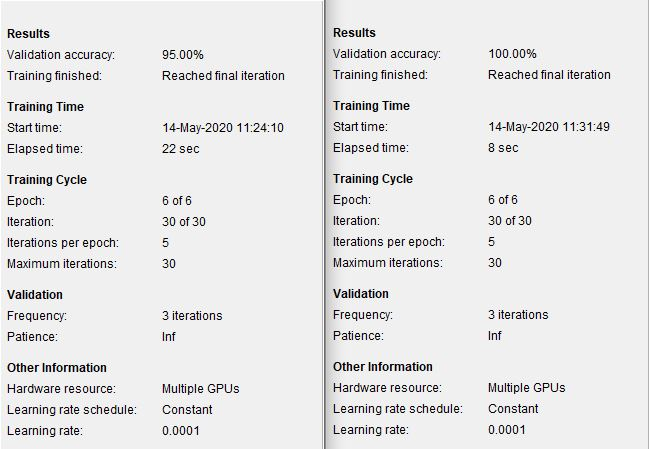 Results
Validation accuracy: 95.00%
Training finished: Reached final iteration
Training Time
Start time: 14-May-2020 11:24:10
Elapsed time: 22 sec
Training Cycle
Epoch: 6 of 6
Iteration: 30 of 30
Iterations per epoch: 5
Maximum iterations: 30
Validation
Frequency: 3 iterations
Patience: Inf
Other Information
Hardware resource: Multiple GPUs
Learning rate schedule: Constant
Learning rate: 0.0001
Results
Validation accuracy: 100.00%
Training finished: Reached final iteration
Training Time
Start time: 14-May-2020 11:31:49
Elapsed time: 8 sec
Training Cycle
Epoch: 6 of 6
Iteration: 30 of 30
Iterations per epoch: 5
Maximum iterations: 30
Validation
Frequency: 3 iterations
Patience: Inf
Other Information
Hardware resource: Multiple GPUs
Learning rate schedule: Constant
Learning rate: 0.0001